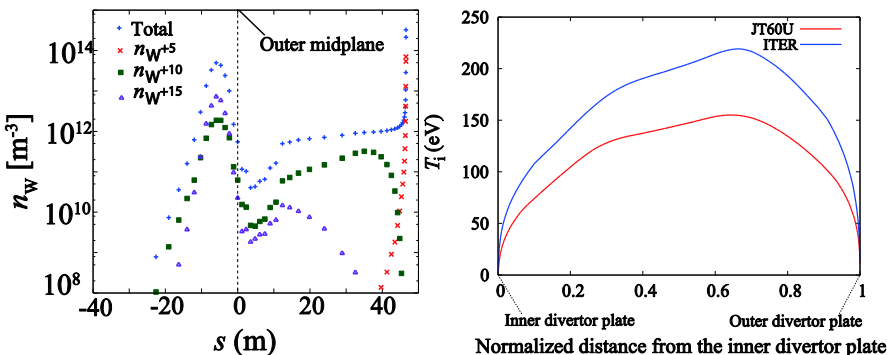 Total
n_W+5
n_W+10
n_W+15
Outer midplane
10^14
10^12
10^10
10^8
n_W [m^-3]
-40
-20
0
20
40
s (m)
JT60U
ITER
250
200
150
100
50
0
T_i (eV)
0
0.2
0.4
0.6
0.8
1
Inner divertor plate
Outer divertor plate
Normalized distance from the inner divertor plate